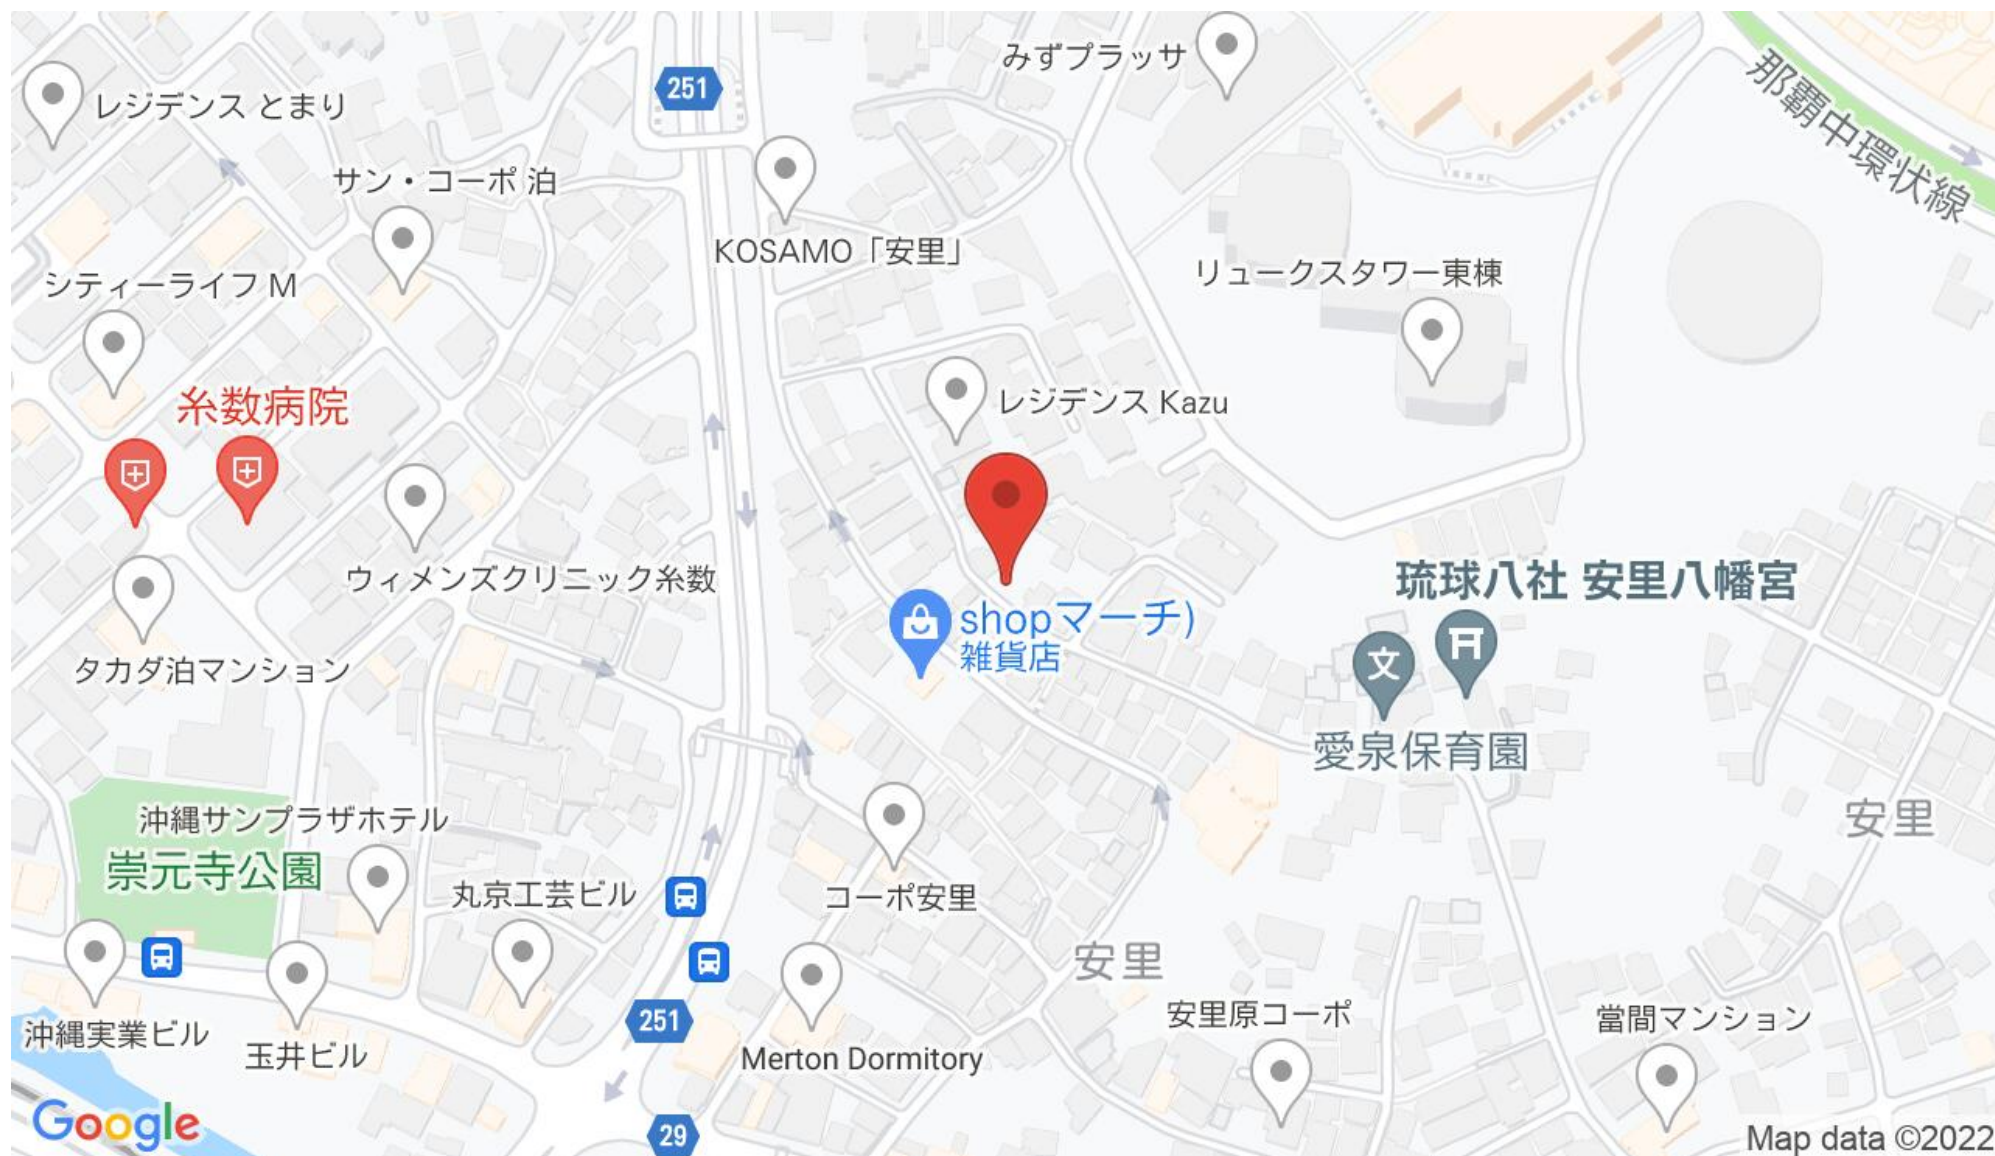 みずプラッサ
251
那覇中環状線
レジデンス とまり
サン・コーポ 泊
KOSAMO「安里」
リュークスタワー東棟
シティーライフ M
糸数病院
レジデンス Kazu
ウィメンズクリニック糸数
琉球八社 安里八幡宮
shopマーチ)
雑貨店
文
タカダ泊マンション
愛泉保育園
沖縄サンプラザホテル
安里
崇元寺公園
丸京工芸ビル
コーポ安里
安里
沖縄実業ビル
玉井ビル
251
Merton Dormitory
安里原コーポ
當間マンション
Google
29
Map data ©2022